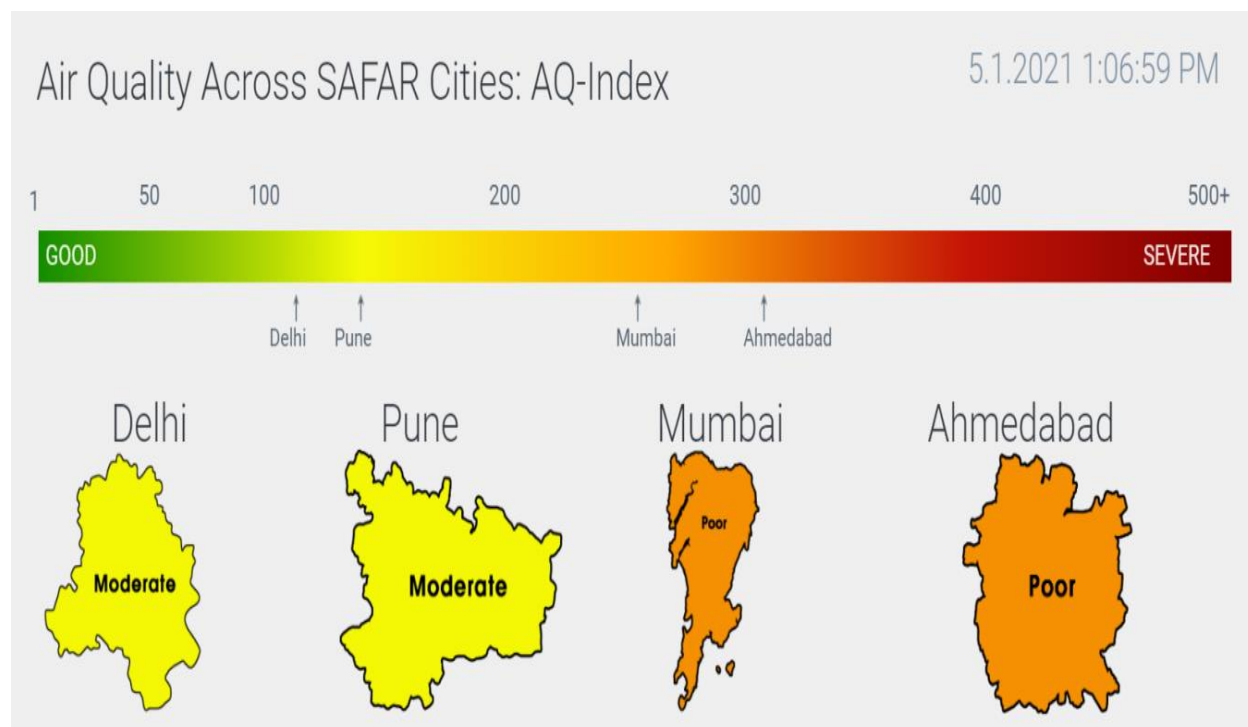 Air Quality Across SAFAR Cities: AQ-Index
5.1.2021 1:06:59 PM
1 50 100 200 300 400 500+
GOOD SEVERE
Delhi Pune Mumbai Ahmedabad
Delhi Pune Mumbai Ahmedabad
Moderate Moderate Poor Poor